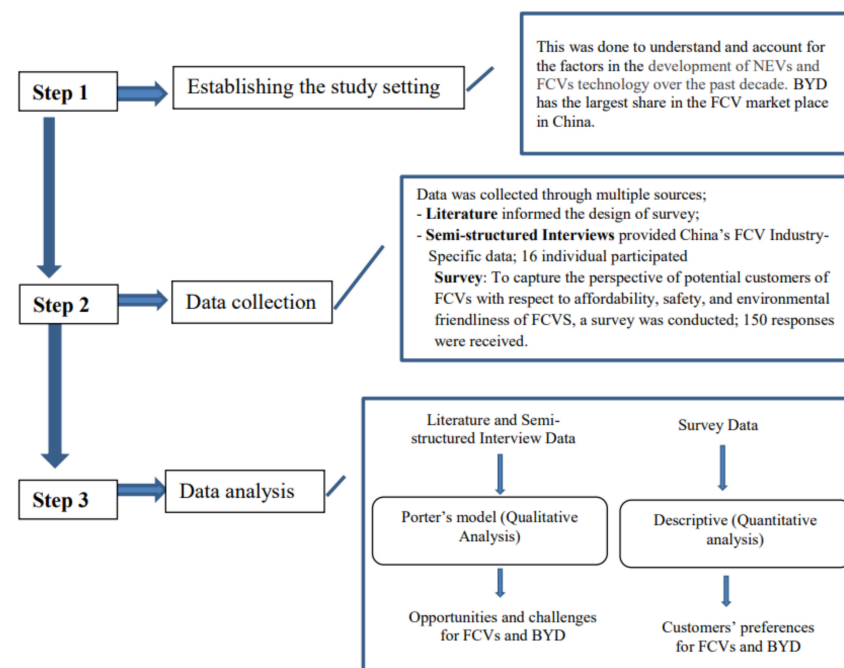 Step 1
Establishing the study setting
This was done to understand and account for
the factors in the development of NEVs and
FCVs technology over the past decade. BYD
has the largest share in the FCV market place
in China.
Step 2
Data collection
Data was collected through multiple sources;
- Literature informed the design of survey;
- Semi-structured Interviews provided China's FCV Industry-
Specific data; 16 individual participated
Survey: To capture the perspective of potential customers of
FCVs with respect to affordability, safety, and environmental
friendliness of FCVS, a survey was conducted; 150 responses
were received.
Step 3
Data analysis
Literature and Semi-
structured Interview Data
Porter's model (Qualitative
Analysis)
Opportunities and challenges
for FCVs and BYD
Survey Data
Descriptive (Quantitative
analysis)
Customers' preferences
for FCVs and BYD